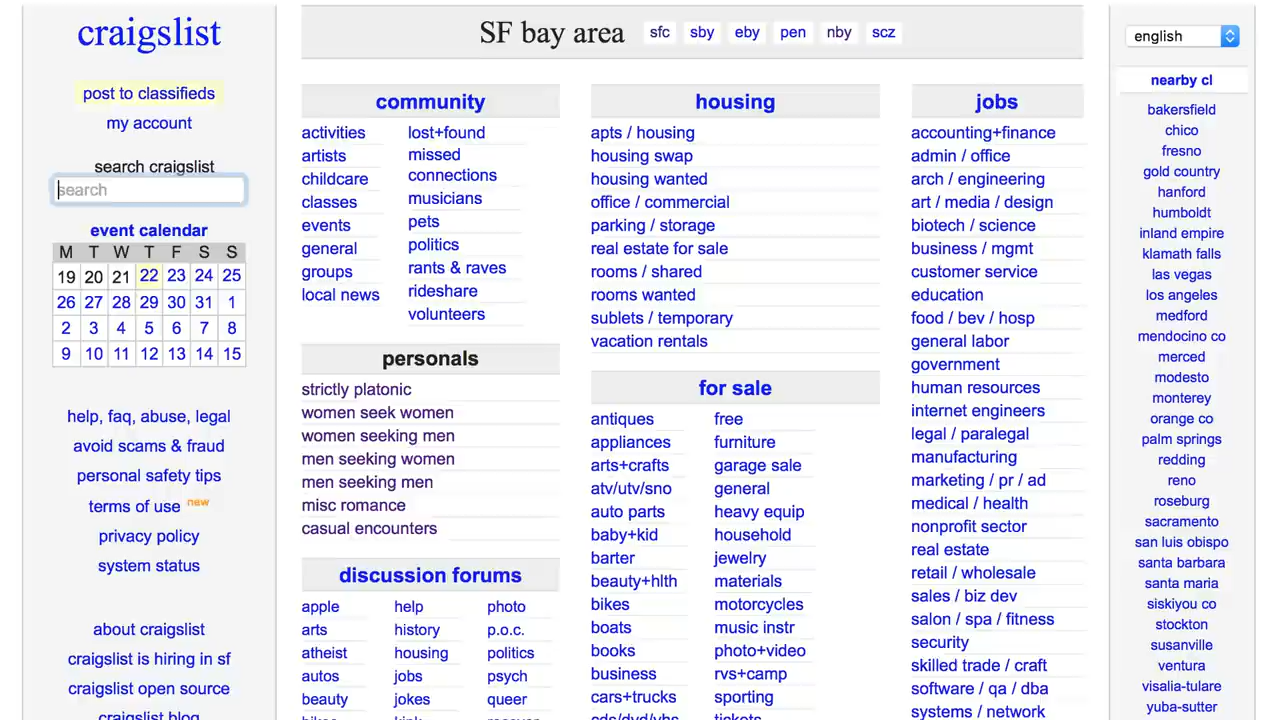 craigslist
post to classifieds
my account
search craigslist
search
event calendar
M T W T F S S
19 20 21 22 23 24 25
26 27 28 29 30 31 1
2 3 4 5 6 7 8
9 10 11 12 13 14 15
help, faq, abuse, legal
avoid scams & fraud
personal safety tips
terms of use new
privacy policy
system status
about craigslist
craigslist is hiring in sf
craigslist open source
craigslist blog
SF bay area sfc sby eby pen nby scz
community
activities
artists
childcare
classes
events
general
groups
local news
lost+found
missed
connections
musicians
pets
politics
rants & raves
rideshare
volunteers
personals
strictly platonic
women seek women
women seeking men
men seeking women
men seeking men
misc romance
casual encounters
discussion forums
apple
arts
atheist
autos
beauty
bikes
help
history
housing
jobs
jokes
kink
photo
p.o.c.
politics
psych
queer
recover
housing
apts / housing
housing swap
housing wanted
office / commercial
parking / storage
real estate for sale
rooms / shared
rooms wanted
sublets / temporary
vacation rentals
for sale
antiques
appliances
arts+crafts
atv/utv/sno
auto parts
baby+kid
barter
beauty+hlth
bikes
boats
books
business
cars+trucks
cds/dvd/vhs
free
furniture
garage sale
general
heavy equip
household
jewelry
materials
motorcycles
music instr
photo+video
rvs+camp
sporting
tickets
jobs
accounting+finance
admin / office
arch / engineering
art / media / design
biotech / science
business / mgmt
customer service
education
food / bev / hosp
general labor
government
human resources
internet engineers
legal / paralegal
manufacturing
marketing / pr / ad
medical / health
nonprofit sector
real estate
retail / wholesale
sales / biz dev
salon / spa / fitness
security
skilled trade / craft
software / qa / dba
systems / network
english
nearby cl
bakersfield
chico
fresno
gold country
hanford
humboldt
inland empire
klamath falls
las vegas
los angeles
medford
mendocino co
merced
modesto
monterey
orange co
palm springs
redding
reno
roseburg
sacramento
san luis obispo
santa barbara
santa maria
siskiyou co
stockton
susanville
ventura
visalia-tulare
yuba-sutter